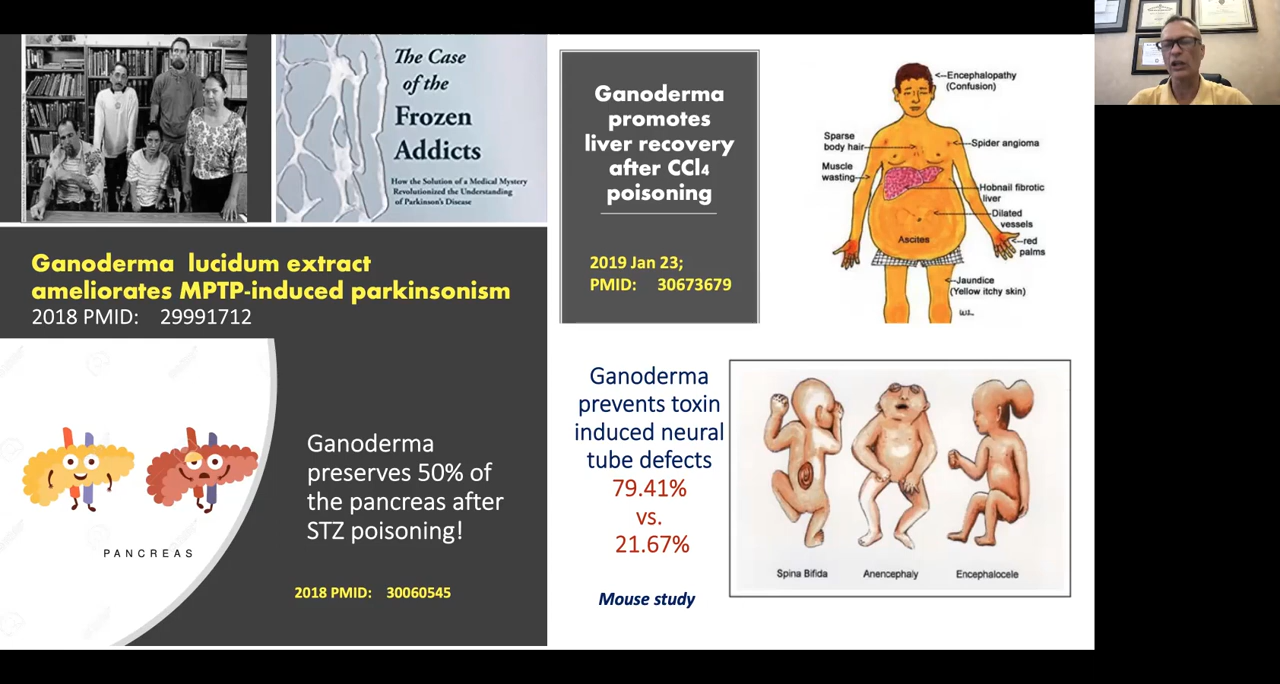 The Case
of the
Frozen
Addicts
How the Solution of a Medical Mystery
Revolutionized the Understanding
of Parkinson's Disease
Ganoderma lucidum extract
ameliorates MPTP-induced parkinsonism
2018 PMID: 29991712
PANCREAS
Ganoderma
preserves 50% of
the pancreas after
STZ poisoning!
2018 PMID: 30060545
Ganoderma
promotes
liver recovery
after CCl4
poisoning
2019 Jan 23;
PMID: 30673679
Encephalopathy
(Confusion)
Sparse
body hair
Spider angioma
Muscle
wasting
Hobnail fibrotic
liver
Dilated
vessels
red
palms
Ascites
Jaundice
(Yellow itchy skin)
Ganoderma
prevents toxin
induced neural
tube defects
79.41%
vs.
21.67%
Mouse study
Spina Bifida
Anencephaly
Encephalocele